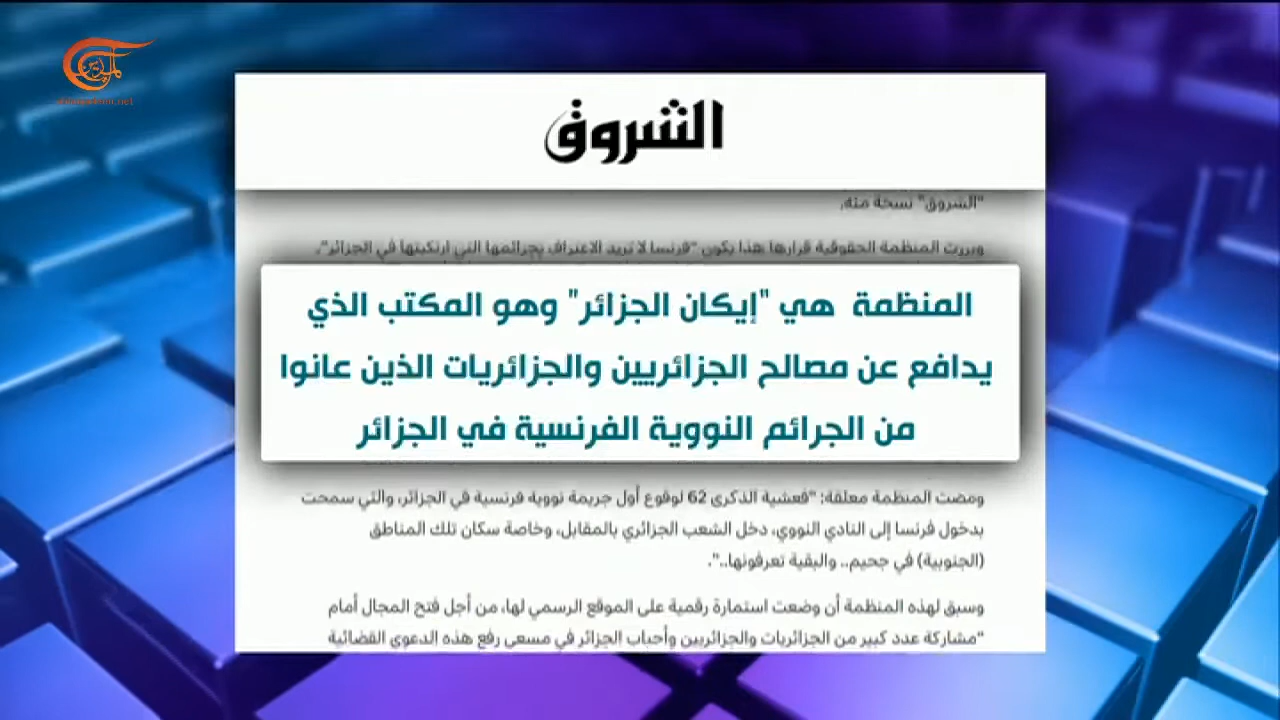 الميادين
almayadeen.net
الشروق
"الشروق" نسخة منه.
وبررت المنظمة الحقوقية قرارها هذا بكون "فرنسا لا تريد الاعتراف بجرائمها التي ارتكبتها في الجزائر".
المنظمة هي "إيكان الجزائر" وهو المكتب الذي
يدافع عن مصالح الجزائريين والجزائريات الذين عانوا
من الجرائم النووية الفرنسية في الجزائر
ومضت المنظمة معلقة: "فعشية الذكرى 62 لوقوع أول جريمة نووية فرنسية في الجزائر، والتي سمحت
بدخول فرنسا إلى النادي النووي، دخل الشعب الجزائري بالمقابل، وخاصة سكان تلك المناطق
(الجنوبية) في جحيم.. والبقية تعرفونها..".
وسبق لهذه المنظمة أن وضعت استمارة رقمية على الموقع الرسمي لها، من أجل فتح المجال أمام
"مشاركة عدد كبير من الجزائريات والجزائريين وأحباب الجزائر في مسعى رفع هذه الدعوى القضائية